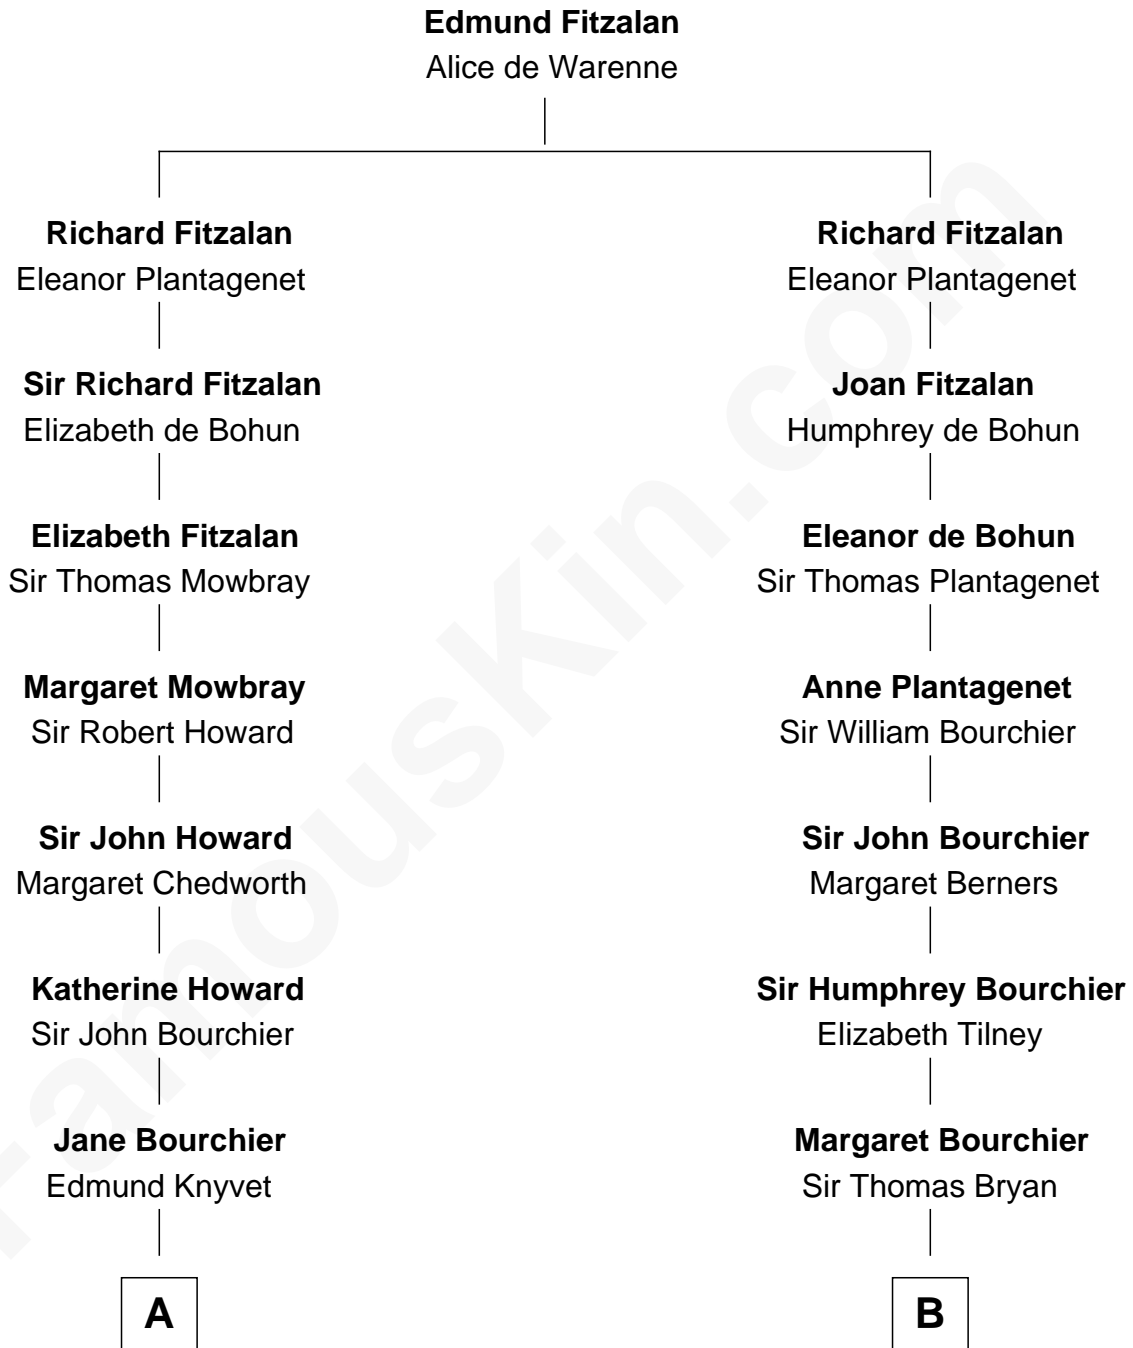 Edmund Fitzalan
Alice de Warenne
Richard Fitzalan
Eleanor Plantagenet
Richard Fitzalan
Eleanor Plantagenet
Sir Richard Fitzalan
Elizabeth de Bohun
Joan Fitzalan
Humphrey de Bohun
Elizabeth Fitzalan
Sir Thomas Mowbray
Eleanor de Bohun
Sir Thomas Plantagenet
Margaret Mowbray
Sir Robert Howard
Anne Plantagenet
Sir William Bourchier
Sir John Howard
Margaret Chedworth
Sir John Bourchier
Margaret Berners
Katherine Howard
Sir John Bourchier
Sir Humphrey Bourchier
Elizabeth Tilney
Jane Bourchier
Edmund Knyvet
Margaret Bourchier
Sir Thomas Bryan
A
B
FamousKin.com